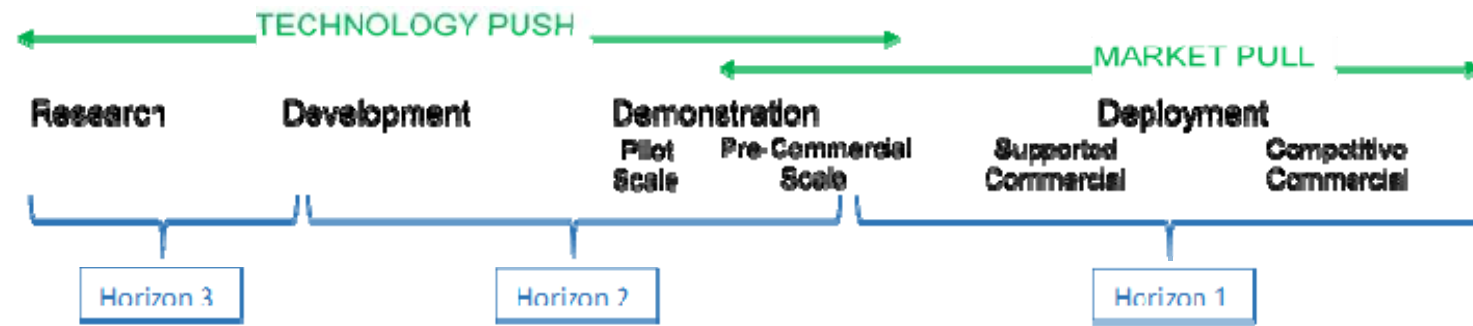 TECHNOLOGY PUSH
MARKET PULL
Research Development Demonstration Deployment
Pilot Pre-Commercial Supported Competitive
Scale Scale Commercial Commercial
Horizon 3 Horizon 2 Horizon 1